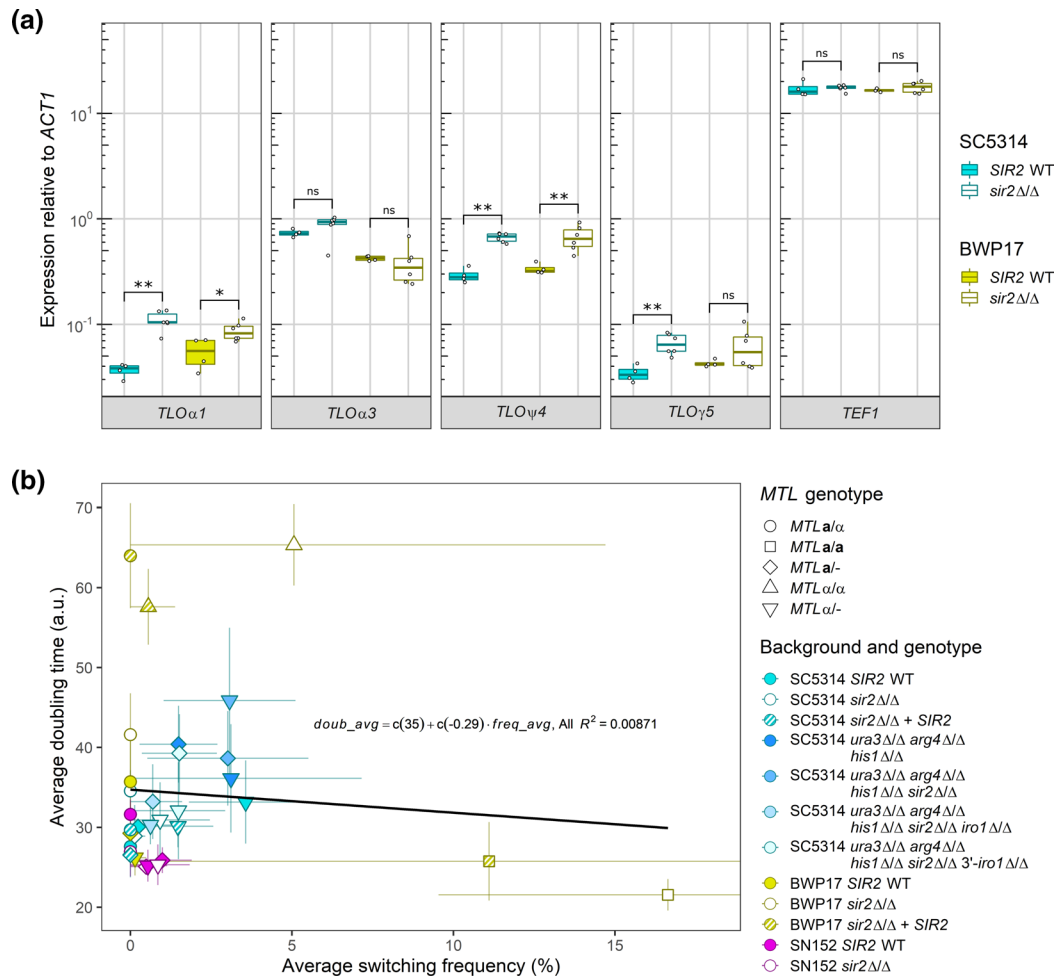 (a)
Expression relative to ACT1
10¹
10⁰
10⁻¹
**
*
ns
ns
**
**
**
ns
ns
ns
TLOα1
TLOα3
TLOψ4
TLOγ5
TEF1
SC5314
SIR2 WT
sir2Δ/Δ
BWP17
SIR2 WT
sir2Δ/Δ
(b)
Average doubling time (a.u.)
70
60
50
40
30
20
doub_avg = c(35) + c(-0.29) · freq_avg, All R² = 0.00871
0
5
10
15
Average switching frequency (%)
MTL genotype
MTLa/α
MTLa/a
MTLa/-
MTLα/α
MTLα/-
Background and genotype
SC5314 SIR2 WT
SC5314 sir2Δ/Δ
SC5314 sir2Δ/Δ + SIR2
SC5314 ura3Δ/Δ arg4Δ/Δ
his1Δ/Δ
SC5314 ura3Δ/Δ arg4Δ/Δ
his1Δ/Δ sir2Δ/Δ
SC5314 ura3Δ/Δ arg4Δ/Δ
his1Δ/Δ sir2Δ/Δ iro1Δ/Δ
SC5314 ura3Δ/Δ arg4Δ/Δ
his1Δ/Δ sir2Δ/Δ 3'-iro1Δ/Δ
BWP17 SIR2 WT
BWP17 sir2Δ/Δ
BWP17 sir2Δ/Δ + SIR2
SN152 SIR2 WT
SN152 sir2Δ/Δ